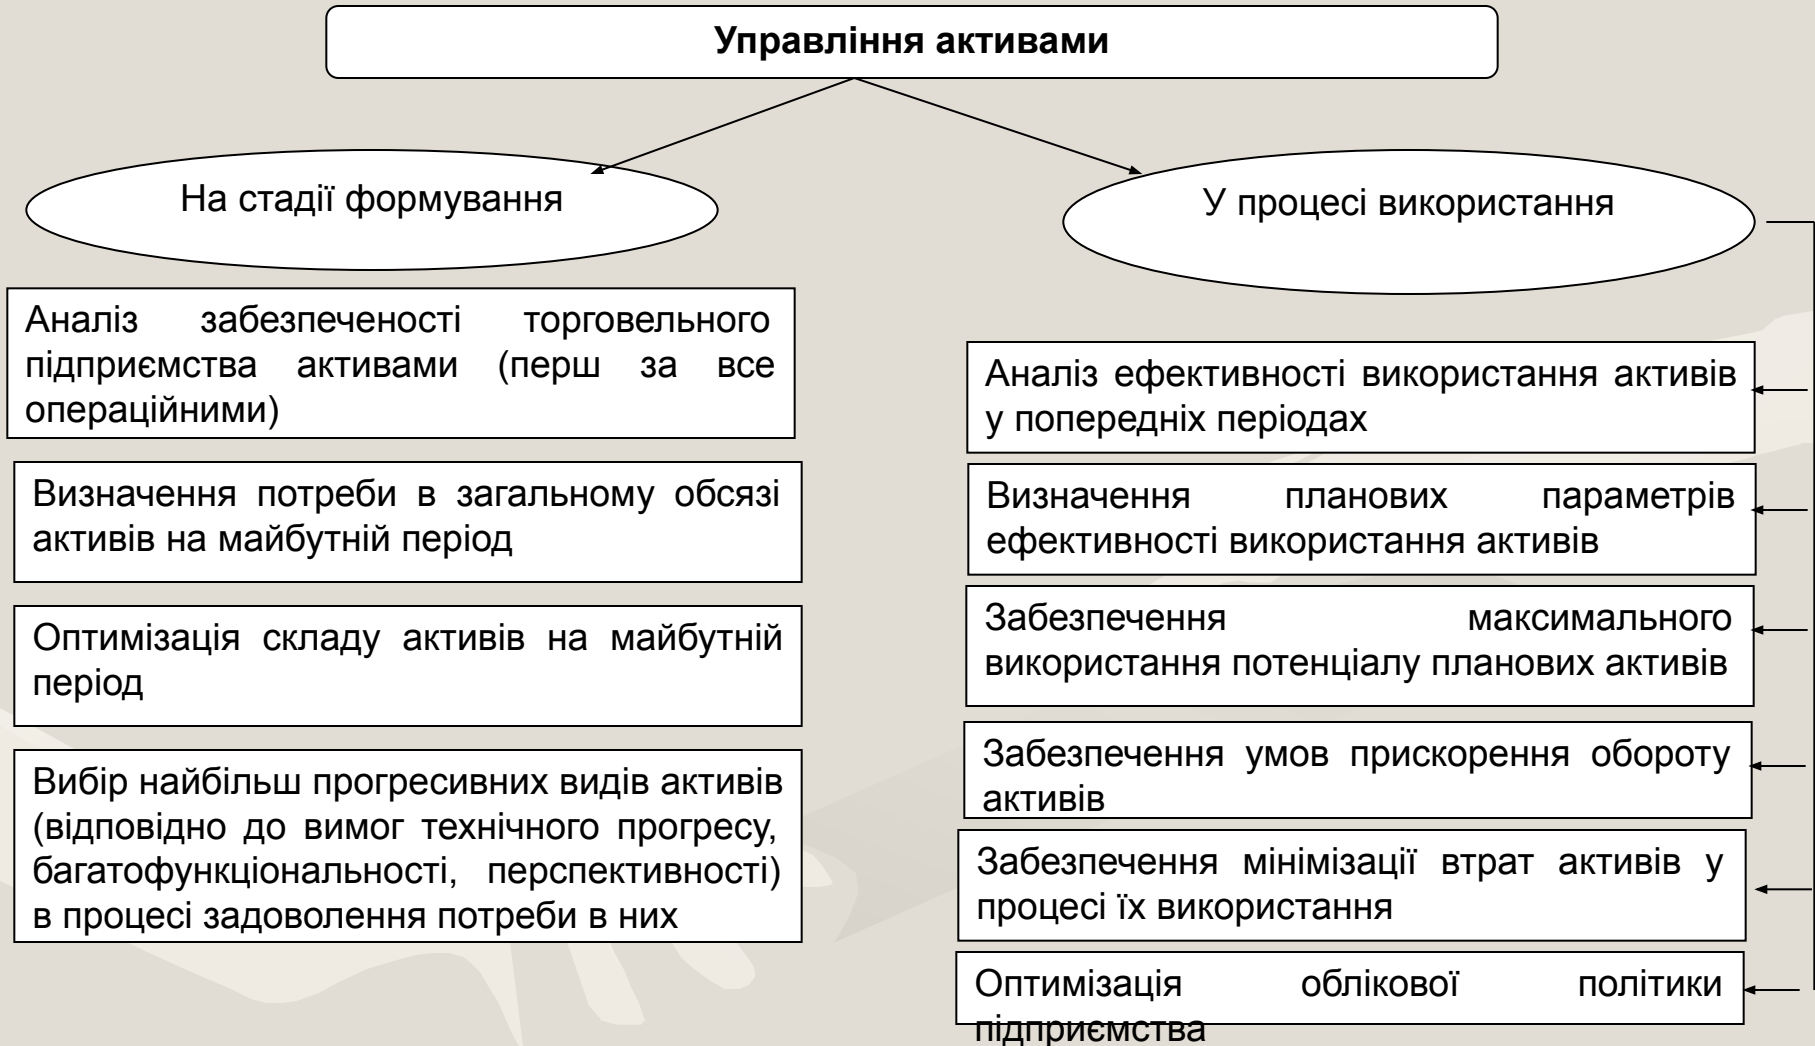 Управління активами
На стадії формування
У процесі використання
Аналіз забезпеченості торговельного
підприємства активами (перш за все
операційними)
Визначення потреби в загальному обсязі
активів на майбутній період
Оптимізація складу активів на майбутній
період
Вибір найбільш прогресивних видів активів
(відповідно до вимог технічного прогресу,
багатофункціональності, перспективності)
в процесі задоволення потреби в них
Аналіз ефективності використання активів
у попередніх періодах
Визначення планових параметрів
ефективності використання активів
Забезпечення максимального
використання потенціалу планових активів
Забезпечення умов прискорення обороту
активів
Забезпечення мінімізації втрат активів у
процесі їх використання
Оптимізація облікової політики
підприємства